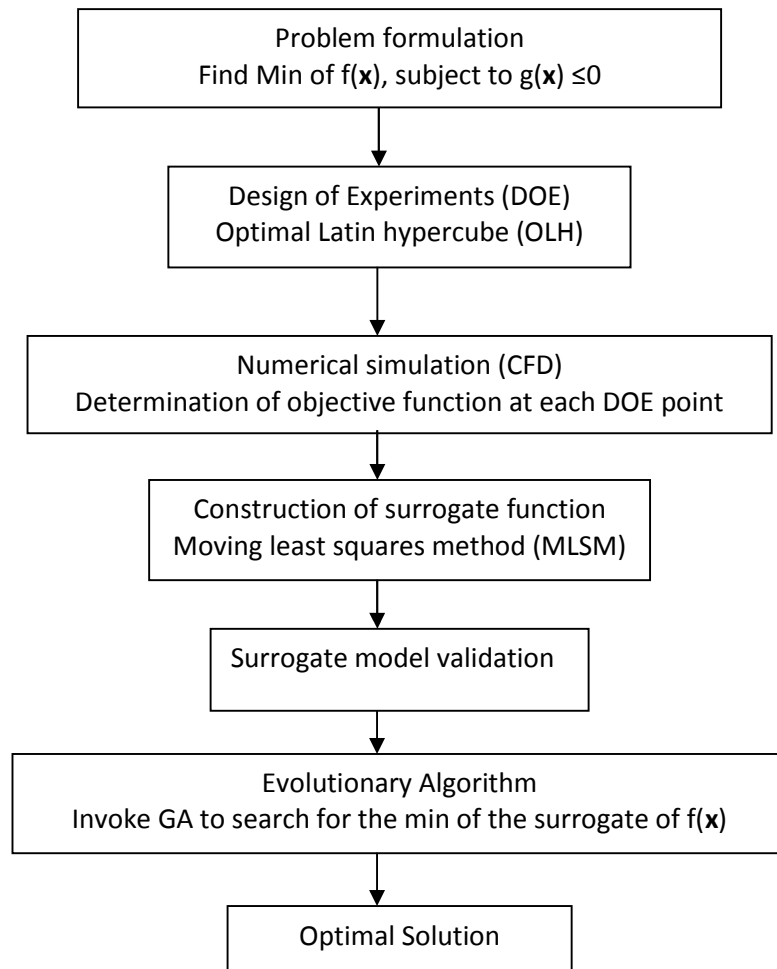 Problem formulation
Find Min of f(x), subject to g(x) ≤0
Design of Experiments (DOE)
Optimal Latin hypercube (OLH)
Numerical simulation (CFD)
Determination of objective function at each DOE point
Construction of surrogate function
Moving least squares method (MLSM)
Surrogate model validation
Evolutionary Algorithm
Invoke GA to search for the min of the surrogate of f(x)
Optimal Solution